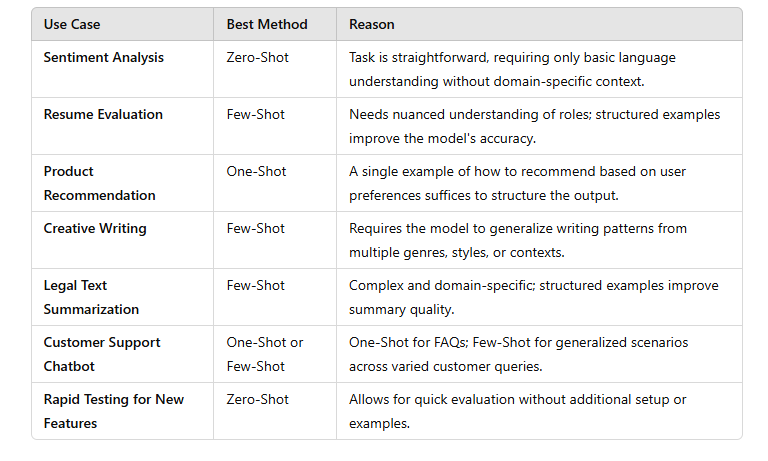 Use Case Best Method Reason
Sentiment Analysis Zero-Shot Task is straightforward, requiring only basic language
understanding without domain-specific context.
Resume Evaluation Few-Shot Needs nuanced understanding of roles; structured examples
improve the model's accuracy.
Product One-Shot A single example of how to recommend based on user
Recommendation preferences suffices to structure the output.
Creative Writing Few-Shot Requires the model to generalize writing patterns from
multiple genres, styles, or contexts.
Legal Text Few-Shot Complex and domain-specific; structured examples improve
Summarization summary quality.
Customer Support One-Shot or One-Shot for FAQs; Few-Shot for generalized scenarios
Chatbot Few-Shot across varied customer queries.
Rapid Testing for New Zero-Shot Allows for quick evaluation without additional setup or
Features examples.